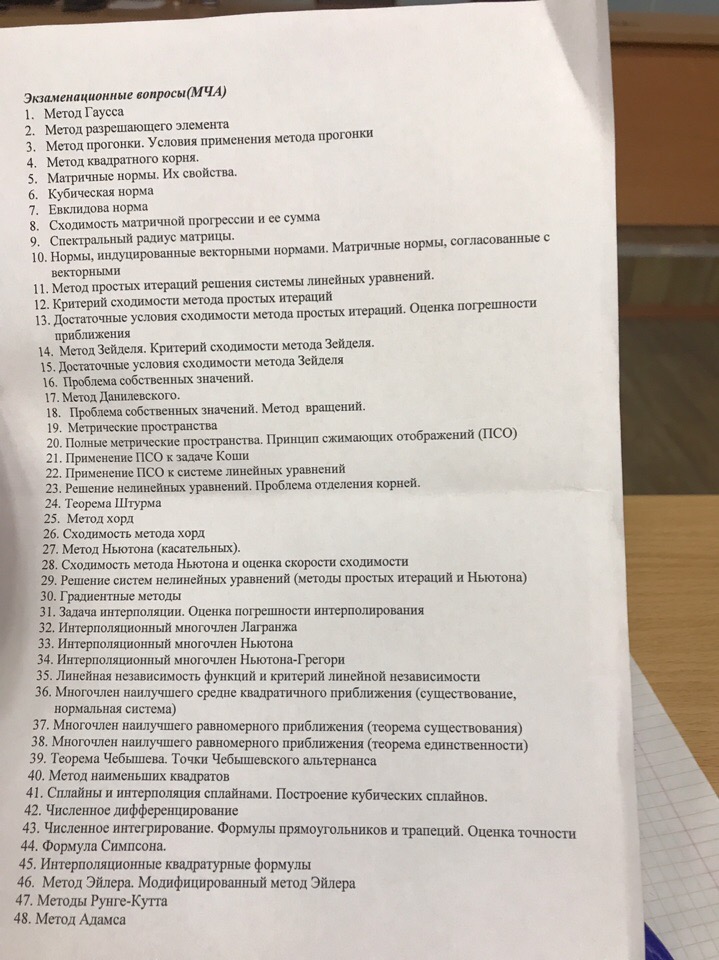 Экзаменационные вопросы(МЧА)
1. Метод Гаусса
2. Метод разрешающего элемента
3. Метод прогонки. Условия применения метода прогонки
4. Метод квадратного корня.
5. Матричные нормы. Их свойства.
6. Кубическая норма
7. Евклидова норма
8. Сходимость матричной прогрессии и ее сумма
9. Спектральный радиус матрицы.
10. Нормы, индуцированные векторными нормами. Матричные нормы, согласованные с
векторными
11. Метод простых итераций решения системы линейных уравнений.
12. Критерий сходимости метода простых итераций
13. Достаточные условия сходимости метода простых итераций. Оценка погрешности
приближения
14. Метод Зейделя. Критерий сходимости метода Зейделя.
15. Достаточные условия сходимости метода Зейделя
16. Проблема собственных значений.
17. Метод Данилевского.
18. Проблема собственных значений. Метод вращений.
19. Метрические пространства
20. Полные метрические пространства. Принцип сжимающих отображений (ПСО)
21. Применение ПСО к задаче Коши
22. Применение ПСО к системе линейных уравнений
23. Решение нелинейных уравнений. Проблема отделения корней.
24. Теорема Штурма
25. Метод хорд
26. Сходимость метода хорд
27. Метод Ньютона (касательных).
28. Сходимость метода Ньютона и оценка скорости сходимости
29. Решение систем нелинейных уравнений (методы простых итераций и Ньютона)
30. Градиентные методы
31. Задача интерполяции. Оценка погрешности интерполирования
32. Интерполяционный многочлен Лагранжа
33. Интерполяционный многочлен Ньютона
34. Интерполяционный многочлен Ньютона-Грегори
35. Линейная независимость функций и критерий линейной независимости
36. Многочлен наилучшего средне квадратичного приближения (существование,
нормальная система)
37. Многочлен наилучшего равномерного приближения (теорема существования)
38. Многочлен наилучшего равномерного приближения (теорема единственности)
39. Теорема Чебышева. Точки Чебышевского альтернанса
40. Метод наименьших квадратов
41. Сплайны и интерполяция сплайнами. Построение кубических сплайнов.
42. Численное дифференцирование
43. Численное интегрирование. Формулы прямоугольников и трапеций. Оценка точности
44. Формула Симпсона.
45. Интерполяционные квадратурные формулы
46. Метод Эйлера. Модифицированный метод Эйлера
47. Методы Рунге-Кутта
48. Метод Адамса